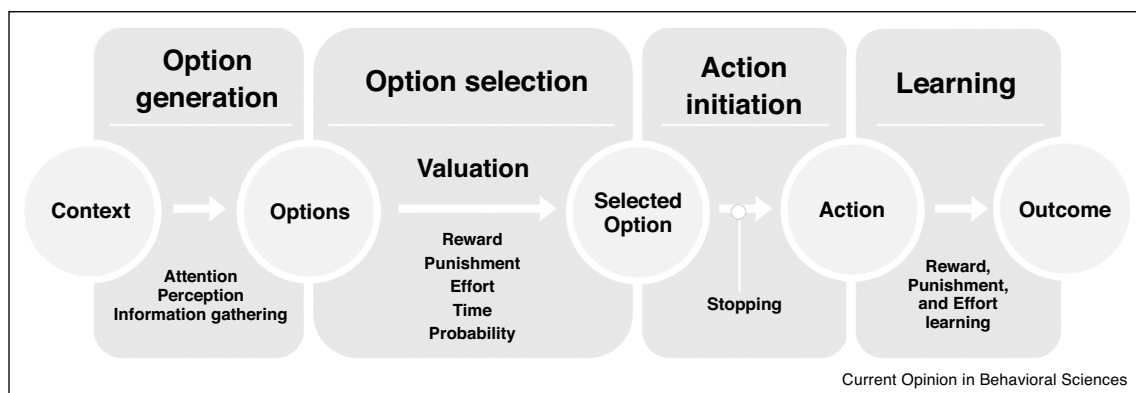 Option
generation
Option selection
Action
initiation
Learning
Context
Options
Valuation
Selected
Option
Action
Outcome
Attention
Perception
Information gathering
Reward
Punishment
Effort
Time
Probability
Stopping
Reward,
Punishment,
and Effort
learning
Current Opinion in Behavioral Sciences